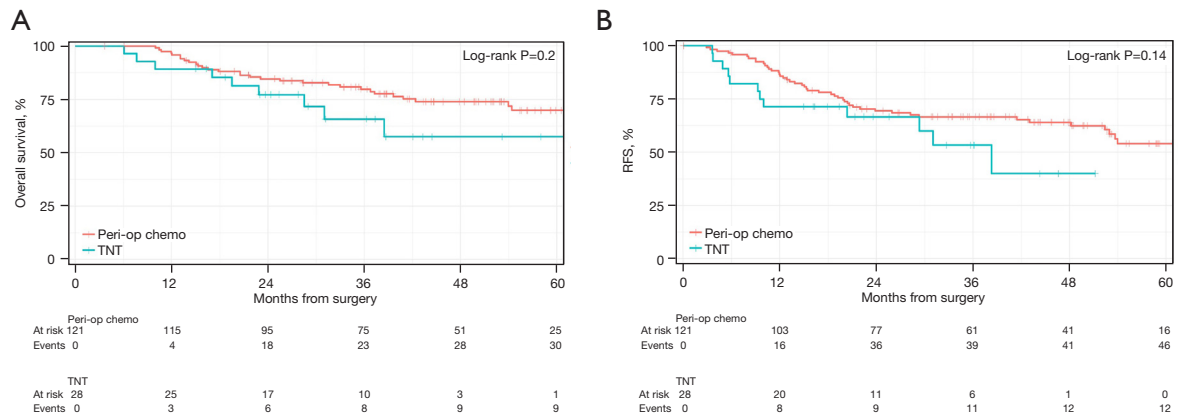 A
Overall survival, %
100
75
50
25
0
Log-rank P=0.2
Peri-op chemo
TNT
0 12 24 36 48 60
Months from surgery
Peri-op chemo
At risk 121 115 95 75 51 25
Events 0 4 18 23 28 30
TNT
At risk 28 25 17 10 3 1
Events 0 3 6 8 9 9
B
RFS, %
100
75
50
25
0
Log-rank P=0.14
Peri-op chemo
TNT
0 12 24 36 48 60
Months from surgery
Peri-op chemo
At risk 121 103 77 61 41 16
Events 0 16 36 39 41 46
TNT
At risk 28 20 11 6 1 0
Events 0 8 9 11 12 12